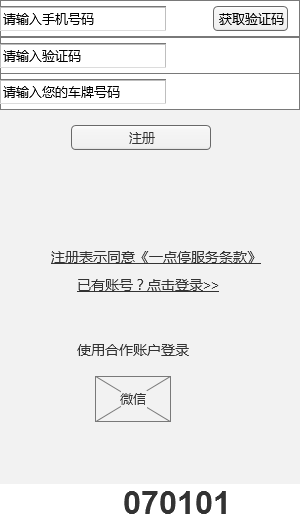 请输入手机号码 获取验证码
请输入验证码
请输入您的车牌号码
注册
注册表示同意《一点停服务条款》
已有账号？点击登录>>
使用合作账户登录
微信
070101